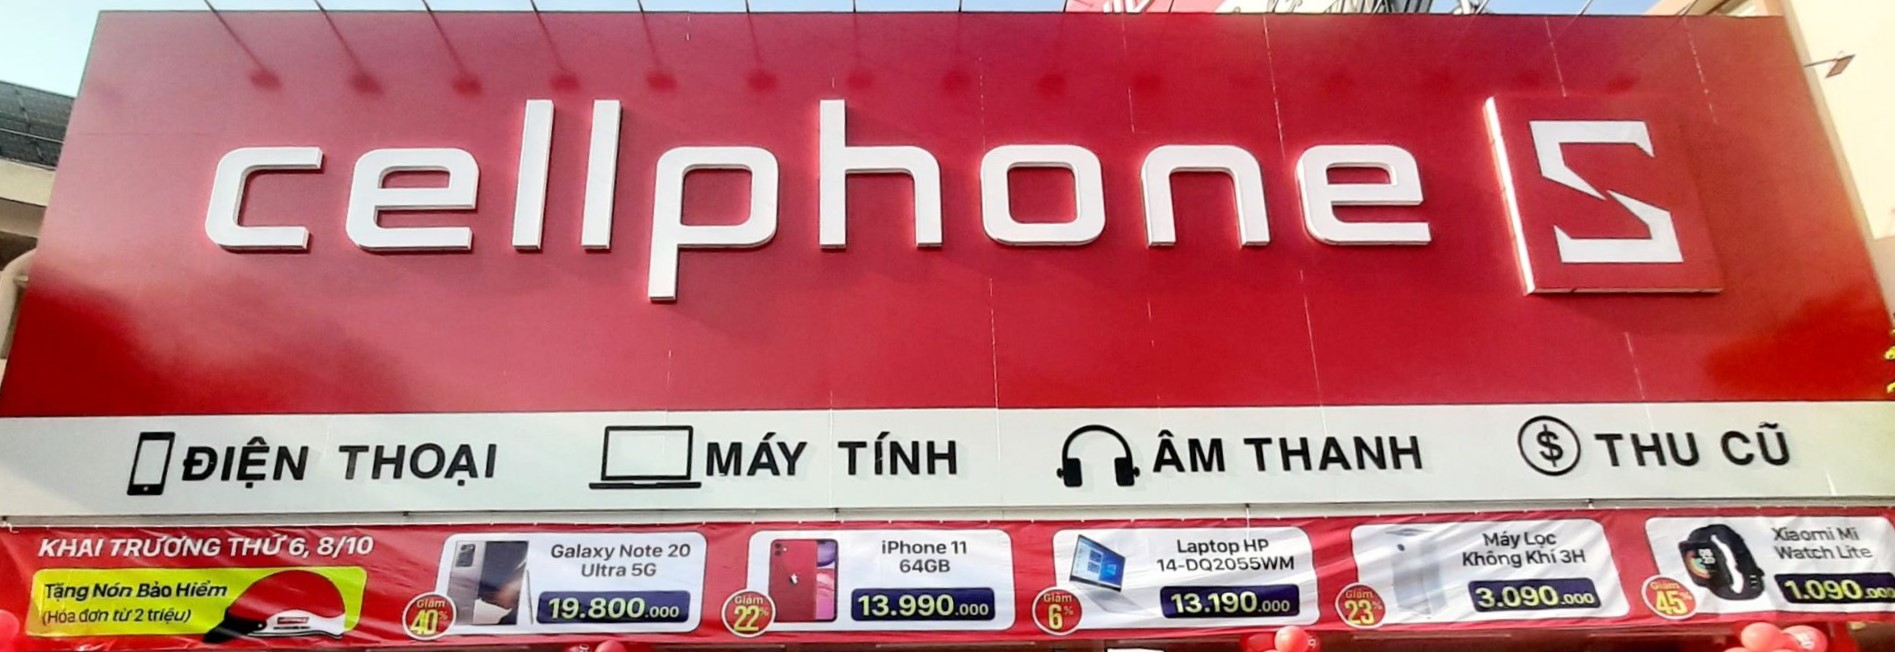 cellphone S
ĐIỆN THOẠI
MÁY TÍNH
ÂM THANH
THU CŨ
KHAI TRƯƠNG THỨ 6, 8/10
Tặng Nón Bảo Hiểm
(Hóa đơn từ 2 triệu)
Giảm 40%
Galaxy Note 20
Ultra 5G
19.800.000
Giảm 22%
iPhone 11
64GB
13.990.000
Giảm 6%
Laptop HP
14-DQ2055WM
13.190.000
Giảm 23%
Máy Lọc
Không Khí 3H
3.090.000
Giảm 45%
Xiaomi Mi
Watch Lite
1.090.000